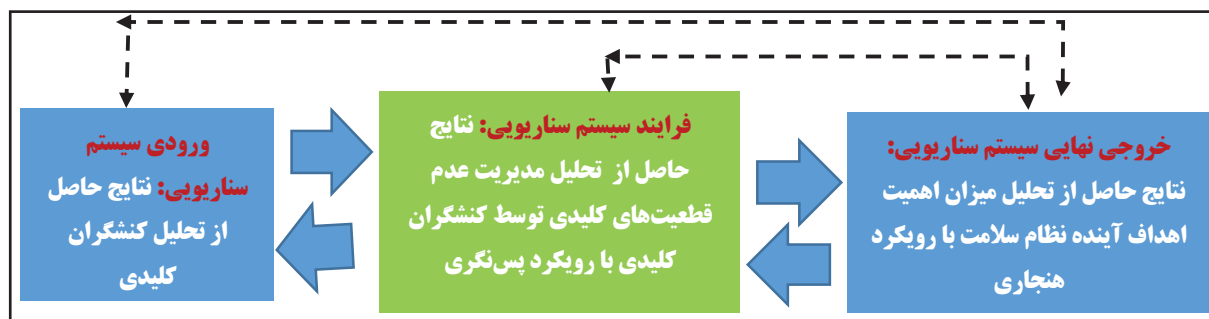 ورودی سیستم
سناریویی: نتایج حاصل
از تحلیل کنشگران
کلیدی
فرایند سیستم سناریویی: نتایج
حاصل از تحلیل مدیریت عدم
قطعیت‌های کلیدی توسط کنشگران
کلیدی با رویکرد پس‌نگری
خروجی نهایی سیستم سناریویی:
نتایج حاصل از تحلیل میزان اهمیت
اهداف آینده نظام سلامت با رویکرد
هنجاری